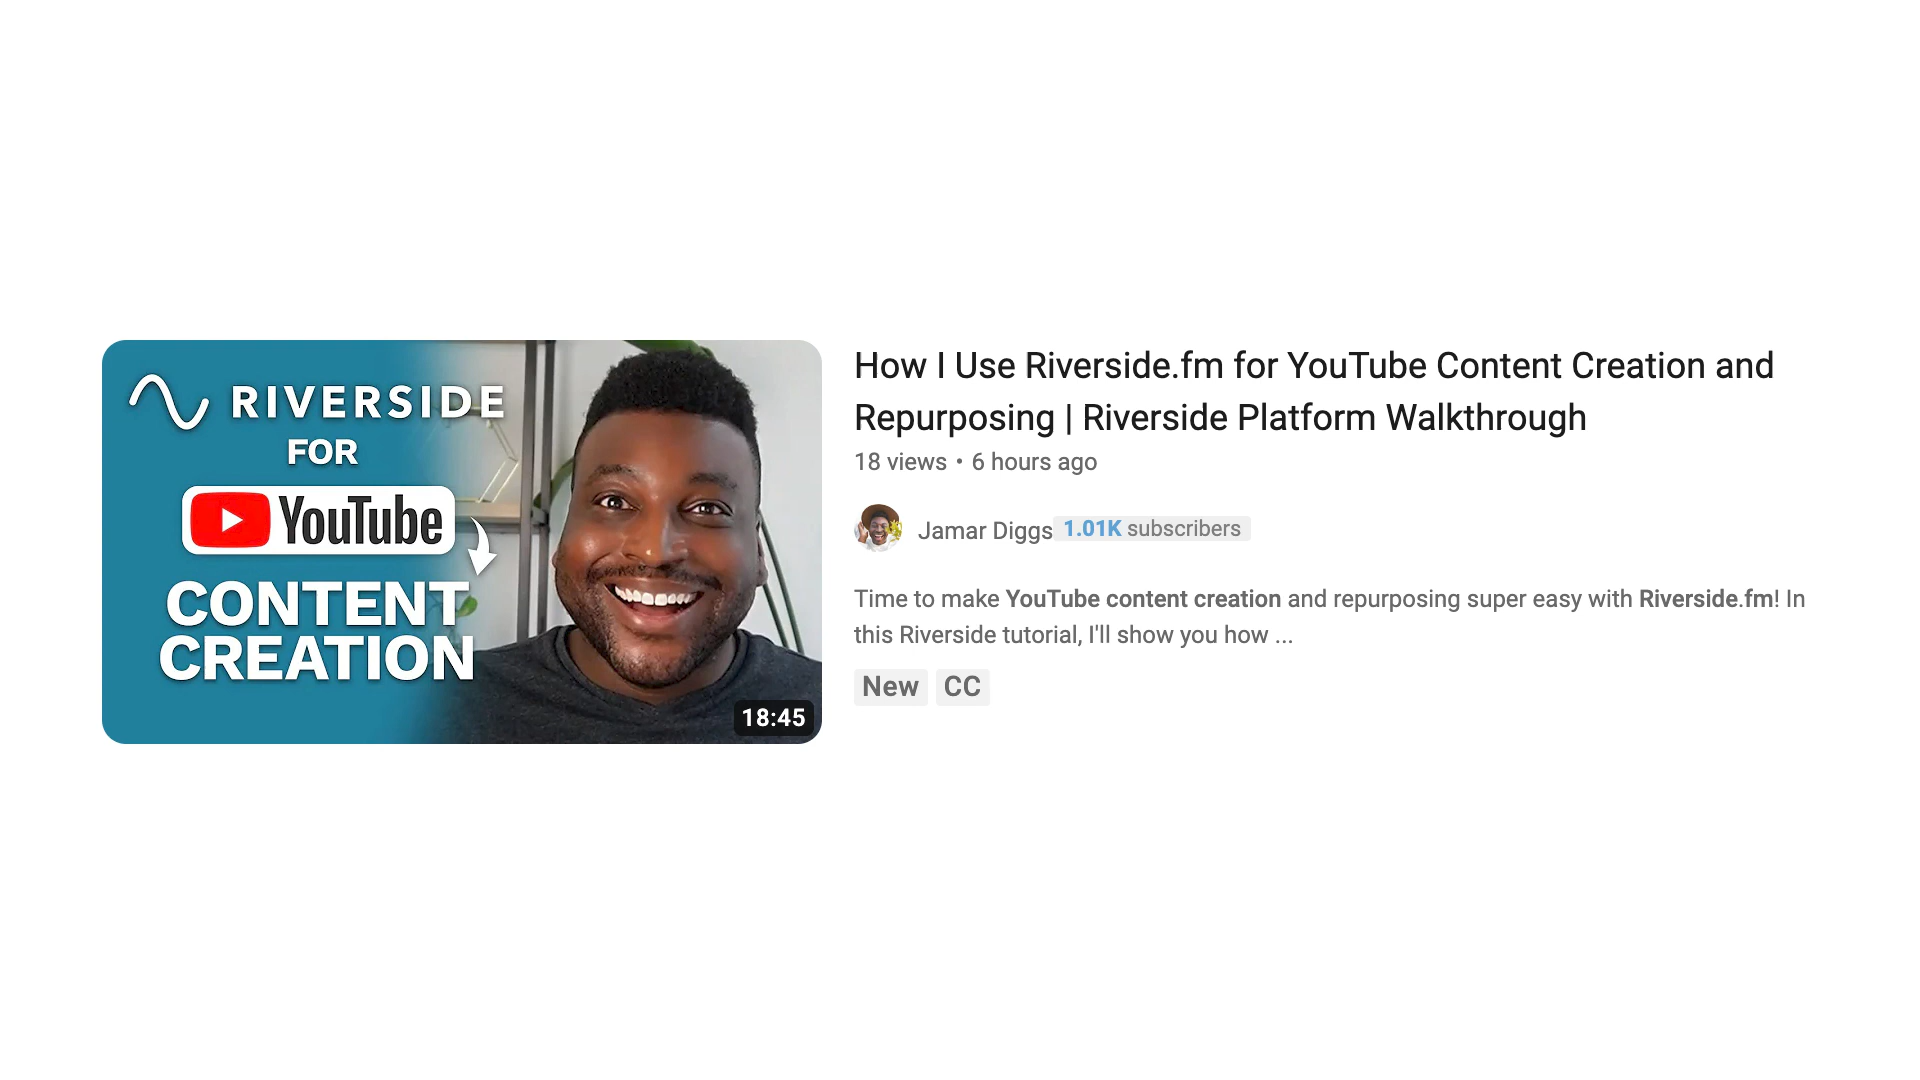 RIVERSIDE
FOR
YouTube
CONTENT
CREATION
18:45
How I Use Riverside.fm for YouTube Content Creation and
Repurposing | Riverside Platform Walkthrough
18 views • 6 hours ago
Jamar Diggs 1.01K subscribers
Time to make YouTube content creation and repurposing super easy with Riverside.fm! In
this Riverside tutorial, I'll show you how ...
New CC